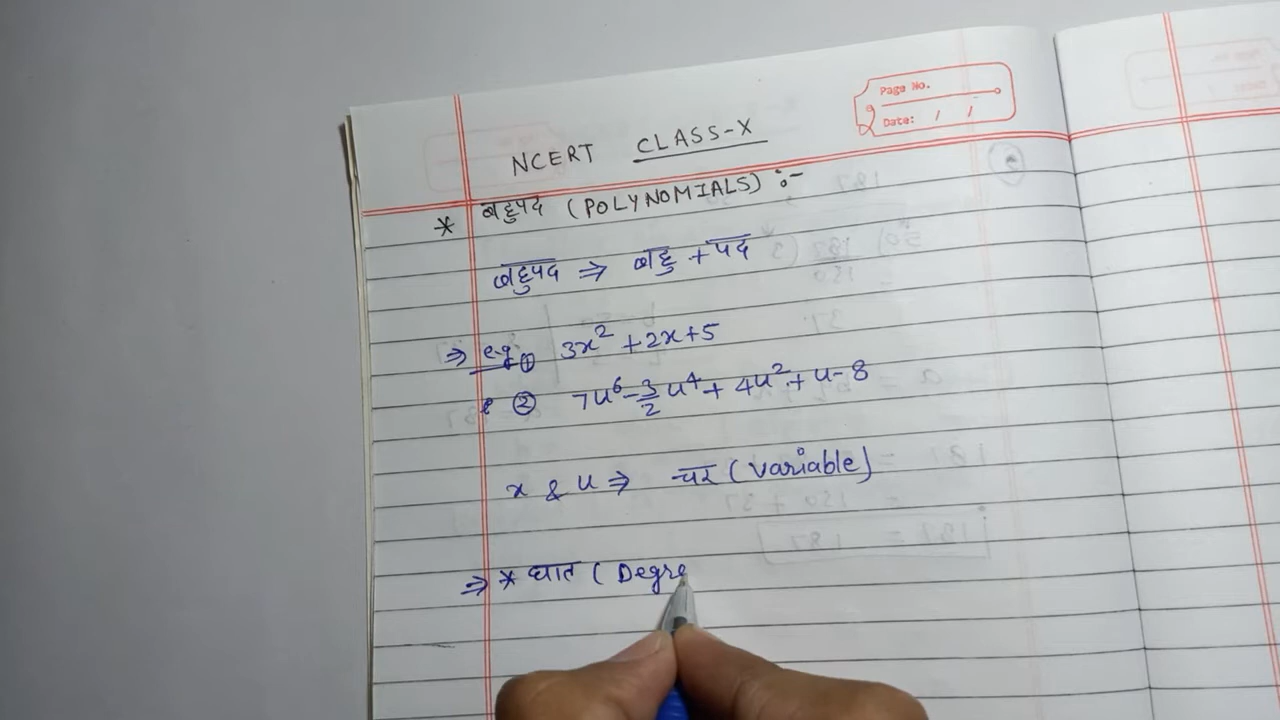 Page No.
Date: / /
NCERT CLASS-X
* बहुपद (POLYNOMIALS) :-
बहुपद ⇒ बहु + पद
⇒ e.g. ① 3x² + 2x + 5
② 7u⁶ - 3/2 u⁴ + 4u² + u - 8
x & u ⇒ चर (variable)
⇒ * घात ( Degre